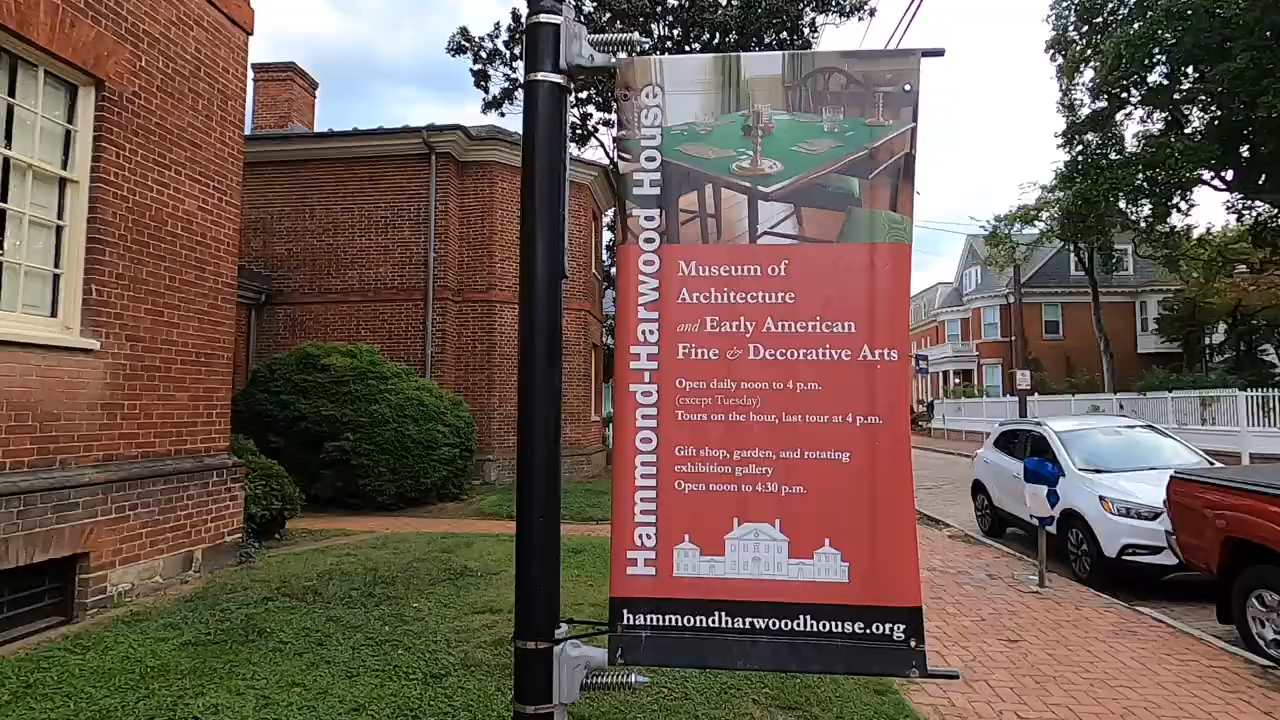 Hammond-Harwood House
Museum of
Architecture
and Early American
Fine & Decorative Arts
Open daily noon to 4 p.m.
(except Tuesday)
Tours on the hour, last tour at 4 p.m.
Gift shop, garden, and rotating
exhibition gallery
Open noon to 4:30 p.m.
hammondharwoodhouse.org